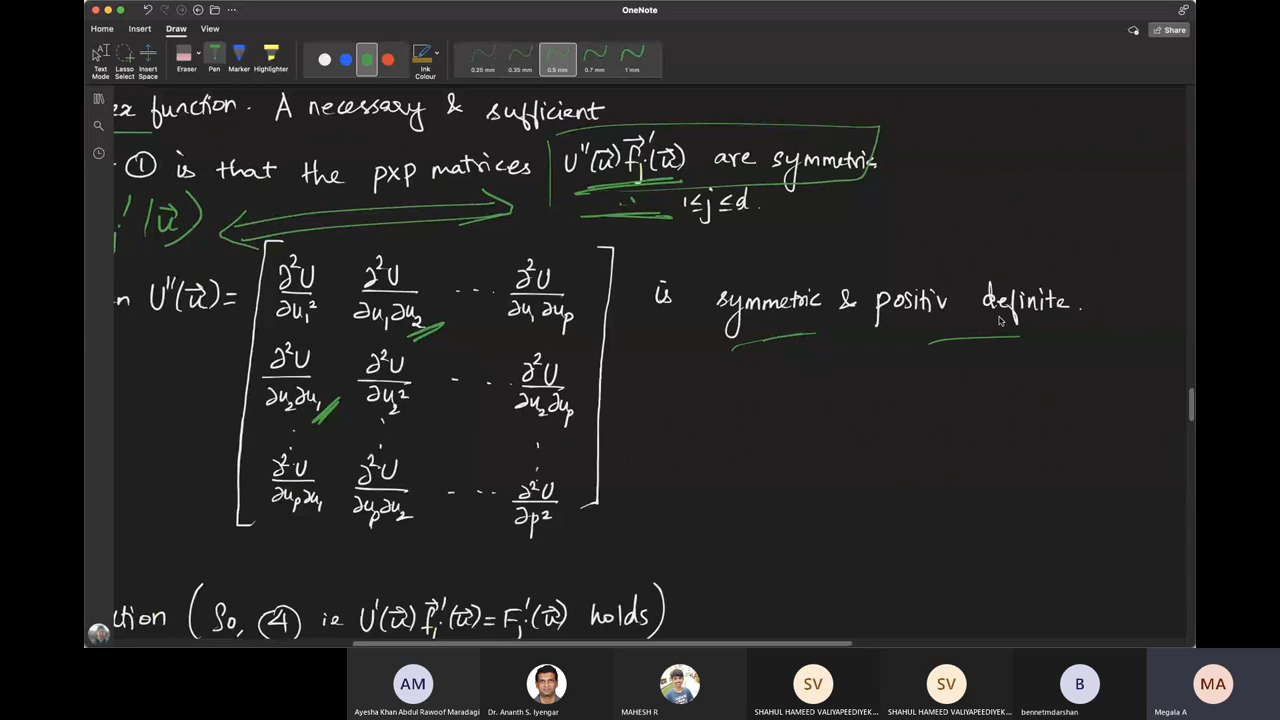 OneNote
Home Insert Draw View
Share
Text Mode Lasso Select Insert Space Eraser Pen Marker Highlighter Ink Colour 0.25 mm 0.35 mm 0.5 mm 0.7 mm 1 mm
ex function. A necessary & sufficient
① is that the p×p matrices U''(u⃗) f⃗j'(u⃗) are symmetric
1≤j≤d.
j'(u⃗)
n U''(u⃗) = [ ∂²U/∂u₁² ∂²U/∂u₁∂u₂ ... ∂²U/∂u₁∂uₚ is symmetric & positiv definite.
∂²U/∂u₂∂u₁ ∂²U/∂u₂² ... ∂²U/∂u₂∂uₚ
∂²U/∂uₚ∂u₁ ∂²U/∂uₚ∂u₂ ... ∂²U/∂p² ]
ction (So, ④ ie U'(u⃗) f⃗j'(u⃗) = Fj'(u⃗) holds)
AM SV SV B MA
Ayesha Khan Abdul Rawoof Maradagi Dr. Ananth S. Iyengar MAHESH R SHAHUL HAMEED VALIYAPEEDIYEK... SHAHUL HAMEED VALIYAPEEDIYEK... bennetmdarshan Megala A